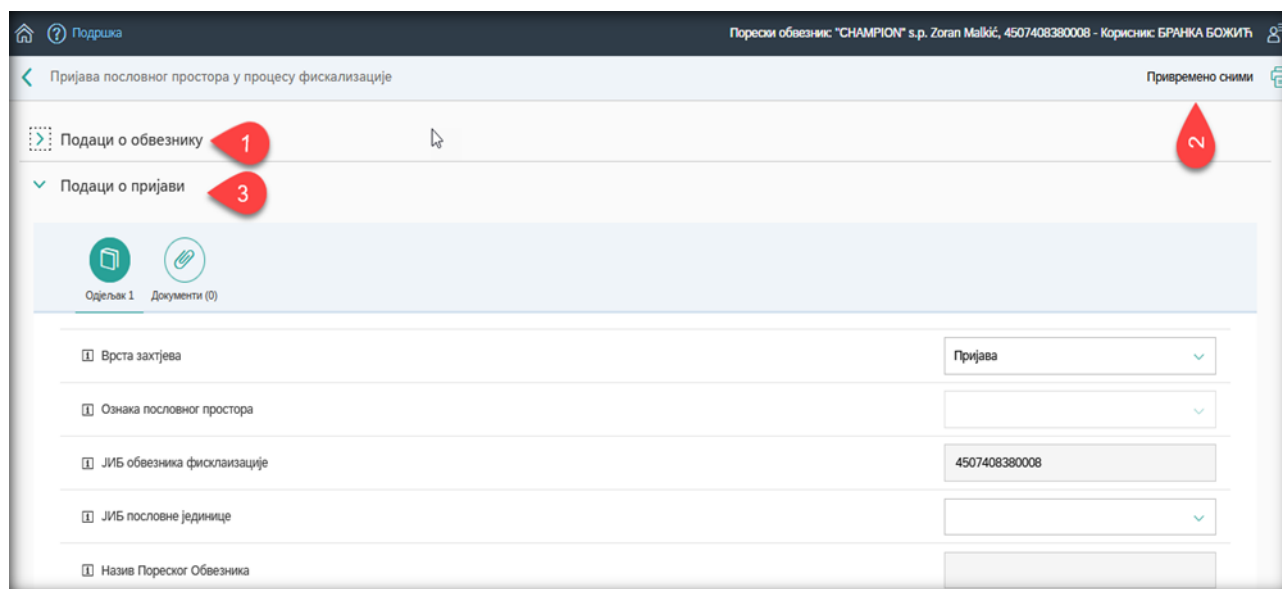 Подршка
Порески обвезник: "CHAMPION" s.p. Zoran Malkić, 4507408380008 - Корисник: БРАНКА БОЖИЋ
Пријава пословног простора у процесу фискализације
Привремено сними
Подаци о обвезнику
1
2
Подаци о пријави
3
Одјељак 1
Документи (0)
Врста захтјева
Пријава
Ознака пословног простора
ЈИБ обвезника фисклаизације
4507408380008
ЈИБ пословне јединице
Назив Пореског Обвезника